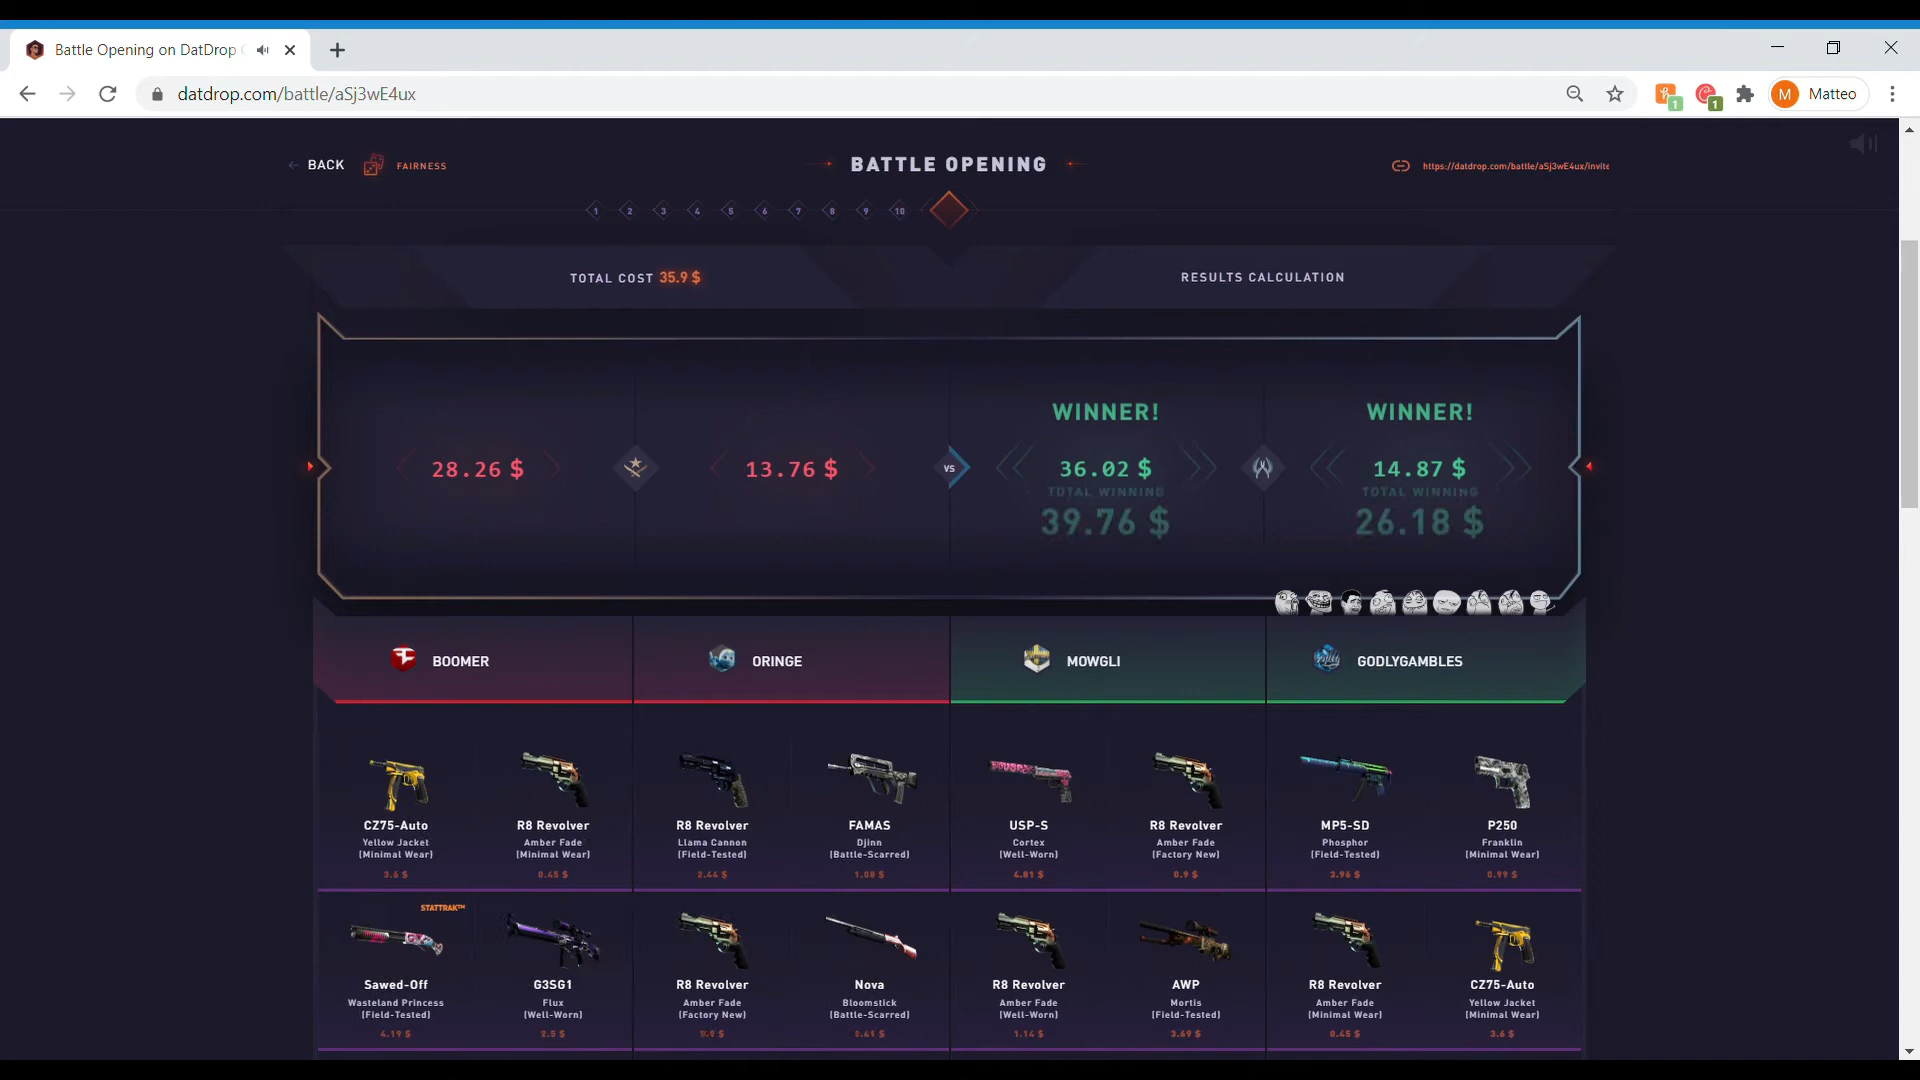 Battle Opening on DatDrop
datdrop.com/battle/aSj3wE4ux
1
1
M
Matteo
BACK
FAIRNESS
BATTLE OPENING
https://datdrop.com/battle/aSj3wE4ux/invite
1 2 3 4 5 6 7 8 9 10
TOTAL COST 35.9 $
RESULTS CALCULATION
WINNER!
WINNER!
28.26 $
13.76 $
VS
36.02 $
14.87 $
TOTAL WINNING
TOTAL WINNING
39.76 $
26.18 $
BOOMER
ORINGE
MOWGLI
GODLYGAMBLES
CZ75-Auto
Yellow Jacket
(Minimal Wear)
3.6 $
R8 Revolver
Amber Fade
(Minimal Wear)
0.45 $
R8 Revolver
Llama Cannon
(Field-Tested)
2.44 $
FAMAS
Djinn
(Battle-Scarred)
1.08 $
USP-S
Cortex
(Well-Worn)
4.81 $
R8 Revolver
Amber Fade
(Factory New)
0.9 $
MP5-SD
Phosphor
(Field-Tested)
3.96 $
P250
Franklin
(Minimal Wear)
0.99 $
STATTRAK™
Sawed-Off
Wasteland Princess
(Field-Tested)
4.19 $
G3SG1
Flux
(Well-Worn)
2.5 $
R8 Revolver
Amber Fade
(Factory New)
0.9 $
Nova
Bloomstick
(Battle-Scarred)
R8 Revolver
Amber Fade
(Well-Worn)
1.14 $
AWP
Mortis
(Field-Tested)
3.69 $
R8 Revolver
Amber Fade
(Minimal Wear)
0.45 $
CZ75-Auto
Yellow Jacket
(Minimal Wear)
3.6 $